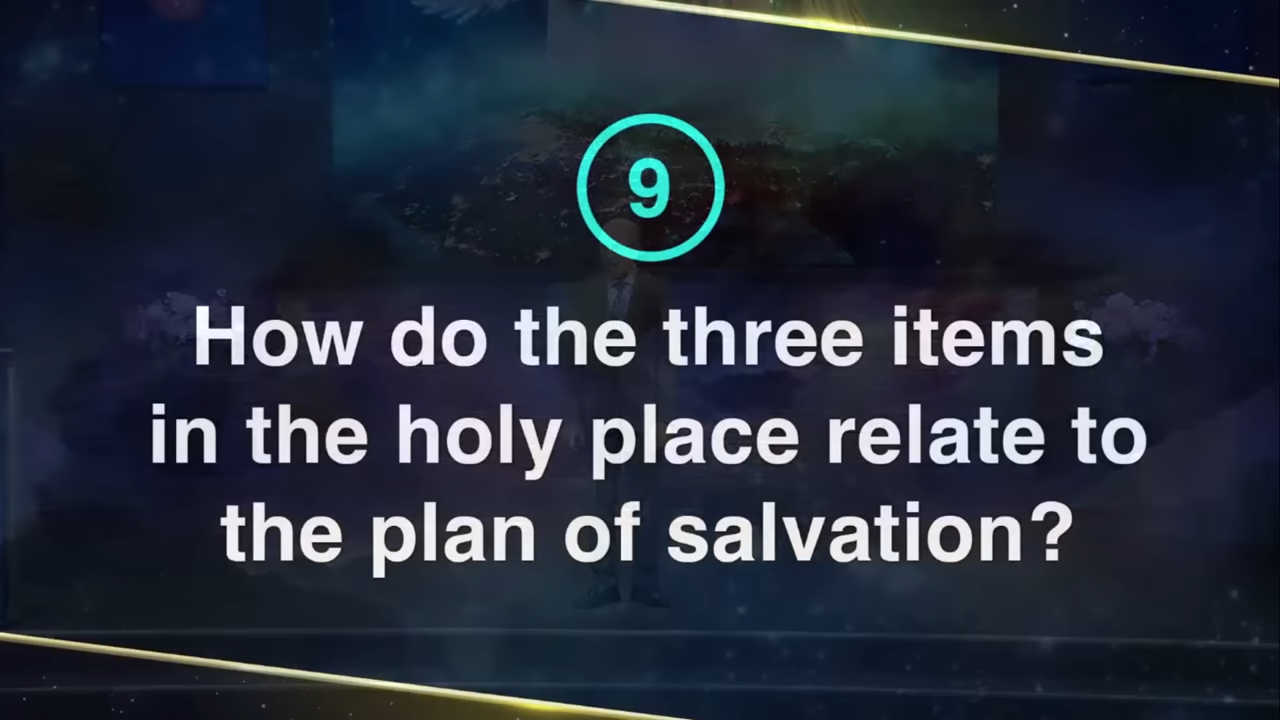 9
How do the three items
in the holy place relate to
the plan of salvation?